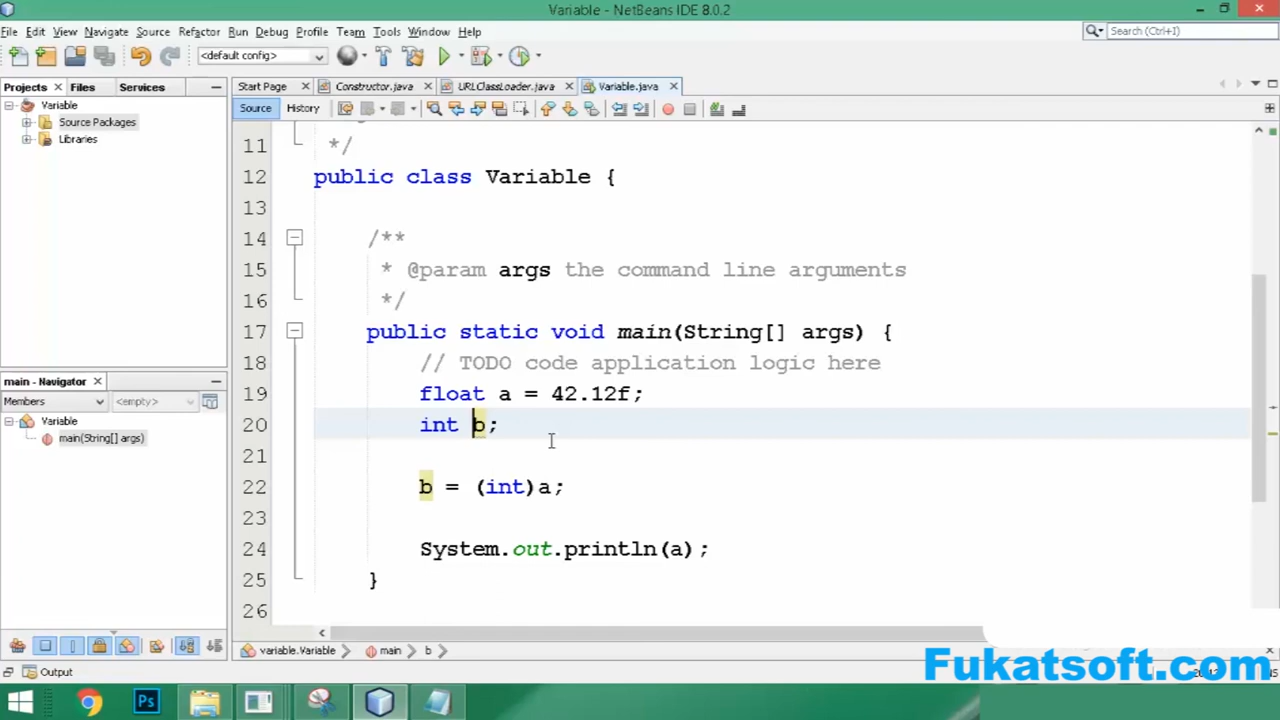 Variable - NetBeans IDE 8.0.2
File Edit View Navigate Source Refactor Run Debug Profile Team Tools Window Help
Search (Ctrl+I)
<default config>
Projects Files Services
Start Page Constructor.java URLClassLoader.java Variable.java
Variable
Source Packages
Libraries
Source History
11 */
12 public class Variable {
13
14 /**
15 * @param args the command line arguments
16 */
17 public static void main(String[] args) {
18 // TODO code application logic here
19 float a = 42.12f;
20 int b;
21
22 b = (int)a;
23
24 System.out.println(a);
25 }
26
main - Navigator
Members <empty>
Variable
main(String[] args)
variable.Variable main b
Output
Fukatsoft.com
Ps